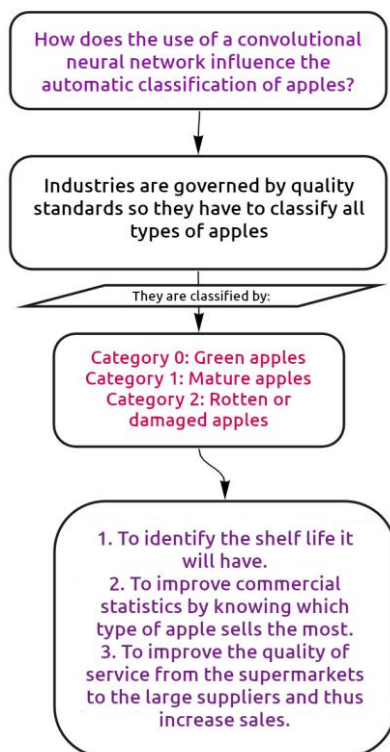 How does the use of a convolutional
neural network influence the
automatic classification of apples?
Industries are governed by quality
standards so they have to classify all
types of apples
They are classified by:
Category 0: Green apples
Category 1: Mature apples
Category 2: Rotten or
damaged apples
1. To identify the shelf life it
will have.
2. To improve commercial
statistics by knowing which
type of apple sells the most.
3. To improve the quality of
service from the supermarkets
to the large suppliers and thus
increase sales.